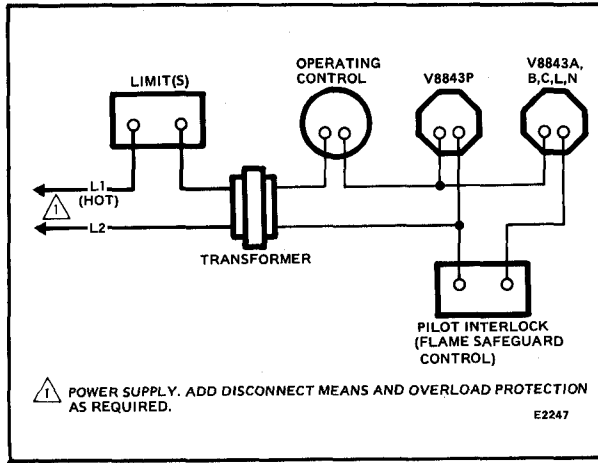 LIMIT(S)
OPERATING
CONTROL
V8843P
V8843A,
B,C,L,N
L1
(HOT)
1
L2
TRANSFORMER
PILOT INTERLOCK
(FLAME SAFEGUARD
CONTROL)
1 POWER SUPPLY. ADD DISCONNECT MEANS AND OVERLOAD PROTECTION
AS REQUIRED.
E2247